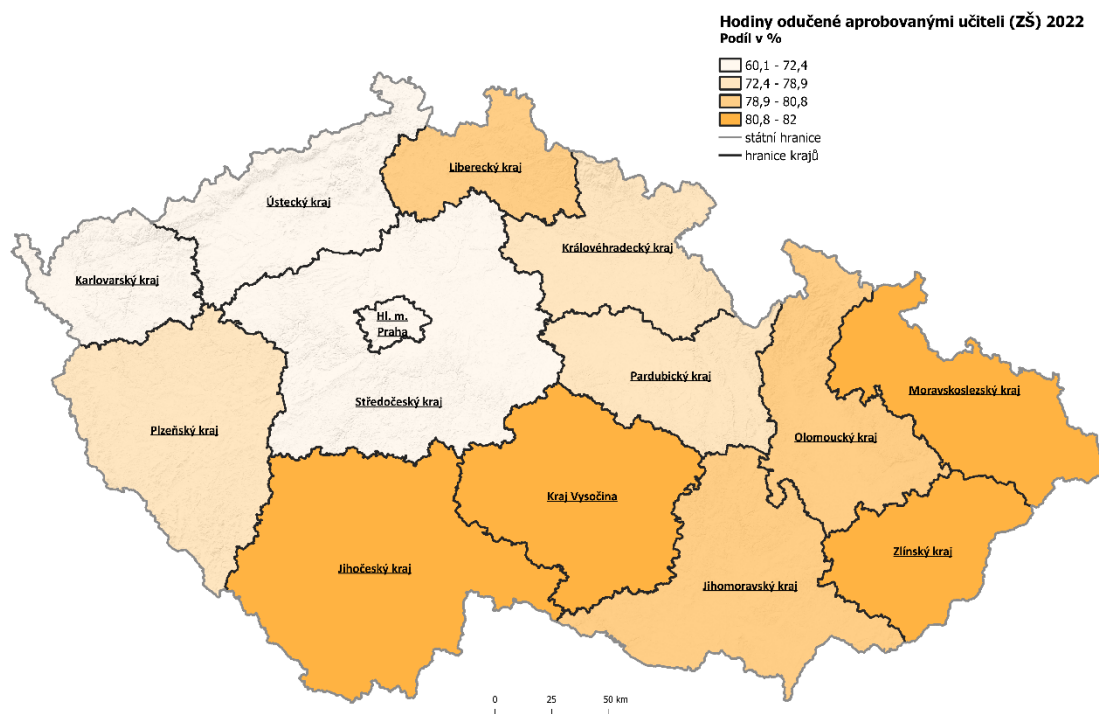 Hodiny odučené aprobovanými učiteli (ZŠ) 2022
Podíl v %
60,1 - 72,4
72,4 - 78,9
78,9 - 80,8
80,8 - 82
státní hranice
hranice krajů
Liberecký kraj
Ústecký kraj
Královéhradecký kraj
Karlovarský kraj
Hl. m.
Praha
Pardubický kraj
Moravskoslezský kraj
Středočeský kraj
Plzeňský kraj
Olomoucký kraj
Kraj Vysočina
Zlínský kraj
Jihočeský kraj
Jihomoravský kraj
0 25 50 km